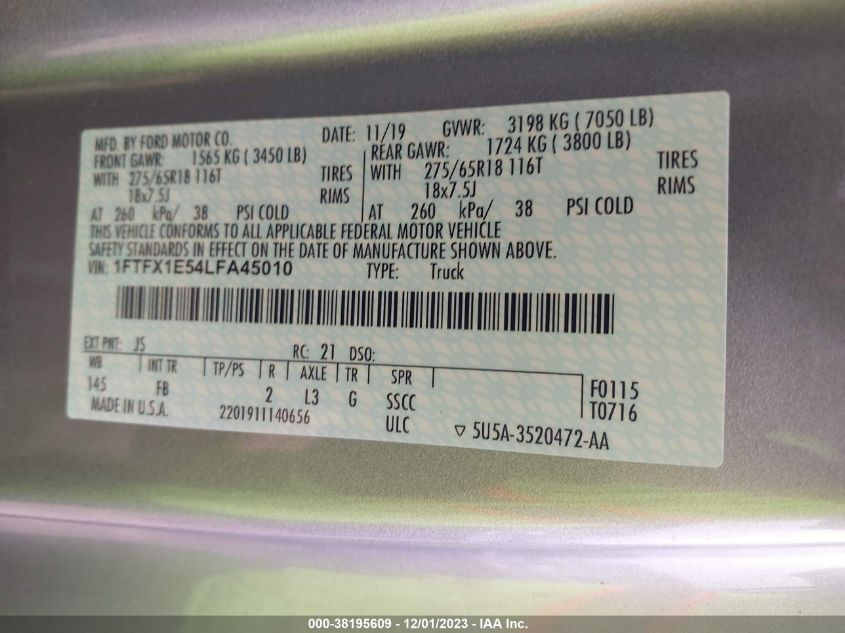 MFD. BY FORD MOTOR CO. DATE: 11/19 GVWR: 3198 KG ( 7050 LB)
FRONT GAWR: 1565 KG ( 3450 LB) REAR GAWR: 1724 KG ( 3800 LB)
WITH 275/65R18 116T TIRES WITH 275/65R18 116T TIRES
18x7.5J RIMS 18x7.5J RIMS
AT 260 kPa/ 38 PSI COLD AT 260 kPa/ 38 PSI COLD
THIS VEHICLE CONFORMS TO ALL APPLICABLE FEDERAL MOTOR VEHICLE
SAFETY STANDARDS IN EFFECT ON THE DATE OF MANUFACTURE SHOWN ABOVE.
VIN: 1FTFX1E54LFA45010 TYPE: Truck
EXT PNT: JS RC: 21 DSO:
WB INT TR TP/PS R AXLE TR SPR
145 FB 2 L3 G SSCC F0115
MADE IN U.S.A. 2201911140656 ULC T0716
▽ 5U5A-3520472-AA
000-38195609 - 12/01/2023 - IAA Inc.